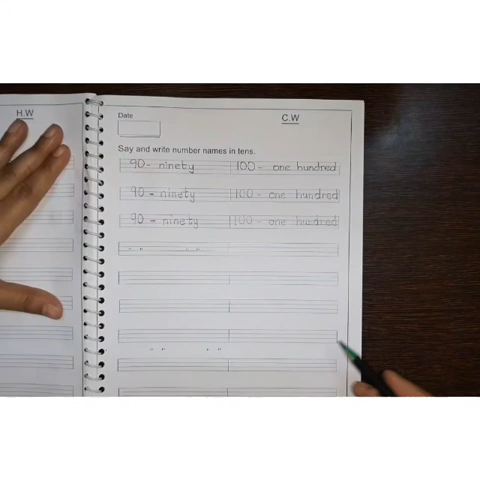 H.W
Date
C.W
Say and write number names in tens.
90- ninety 100- one hundred
90- ninety 100- one hundred
90- ninety 100- one hundred